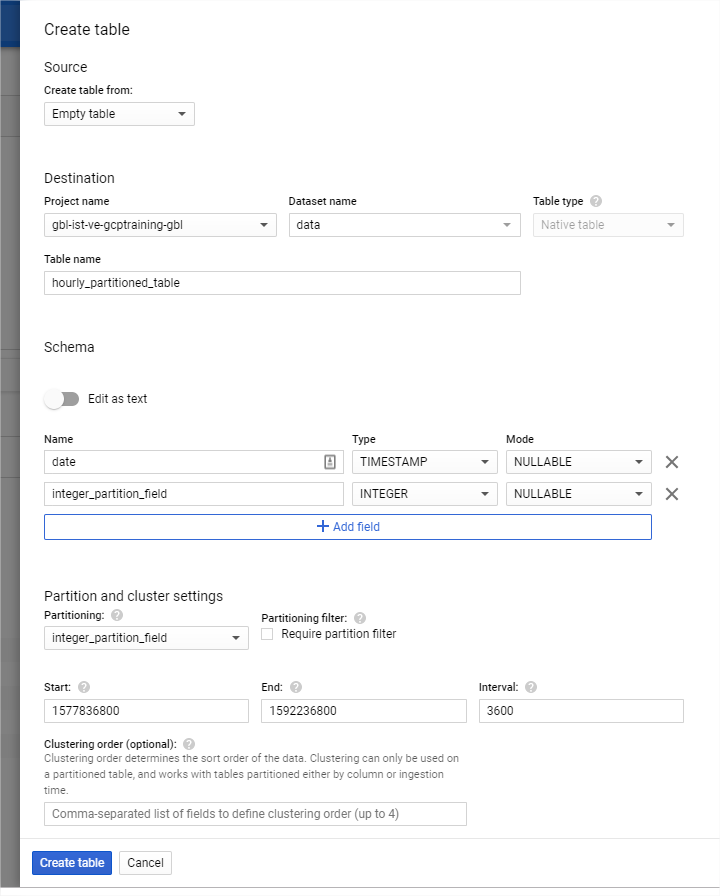 Create table
Source
Create table from:
Empty table
Destination
Project name Dataset name Table type ?
gbl-ist-ve-gcptraining-gbl data Native table
Table name
hourly_partitioned_table
Schema
Edit as text
Name Type Mode
date TIMESTAMP NULLABLE
integer_partition_field INTEGER NULLABLE
+ Add field
Partition and cluster settings
Partitioning: ? Partitioning filter: ?
integer_partition_field Require partition filter
Start: ? End: ? Interval: ?
1577836800 1592236800 3600
Clustering order (optional): ?
Clustering order determines the sort order of the data. Clustering can only be used on
a partitioned table, and works with tables partitioned either by column or ingestion
time.
Comma-separated list of fields to define clustering order (up to 4)
Create table Cancel